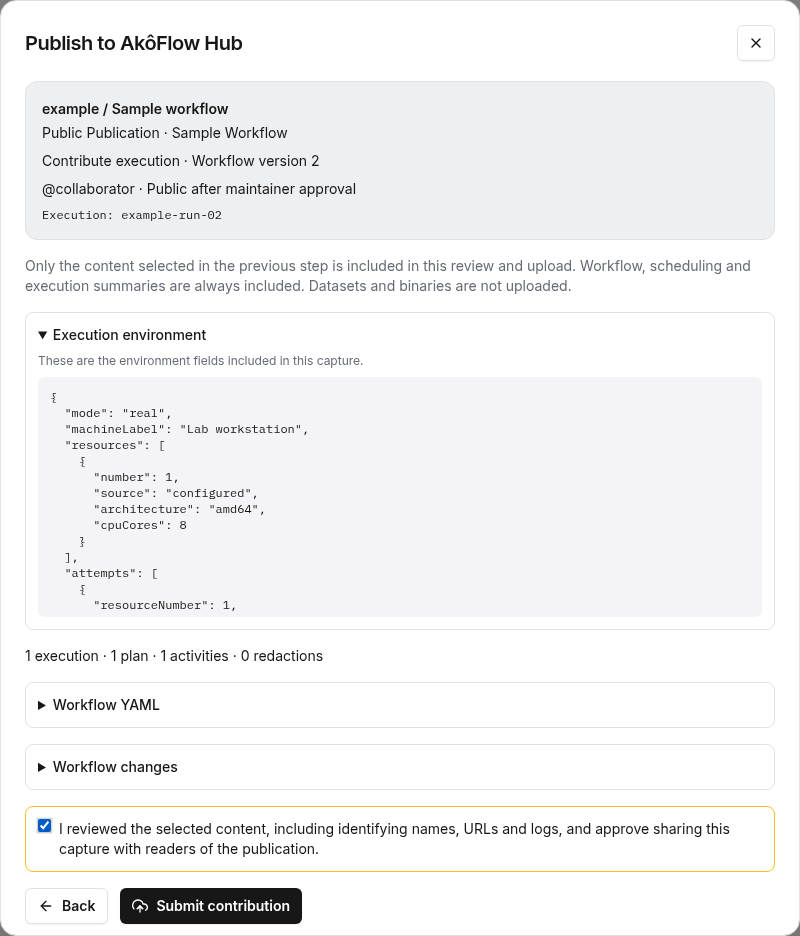 Publish to AkôFlow Hub
example / Sample workflow
Public Publication · Sample Workflow
Contribute execution · Workflow version 2
@collaborator · Public after maintainer approval
Execution: example-run-02
Only the content selected in the previous step is included in this review and upload. Workflow, scheduling and
execution summaries are always included. Datasets and binaries are not uploaded.
▼ Execution environment
These are the environment fields included in this capture.
{
  "mode": "real",
  "machineLabel": "Lab workstation",
  "resources": [
    {
      "number": 1,
      "source": "configured",
      "architecture": "amd64",
      "cpuCores": 8
    }
  ],
  "attempts": [
    {
      "resourceNumber": 1,
1 execution · 1 plan · 1 activities · 0 redactions
▶ Workflow YAML
▶ Workflow changes
I reviewed the selected content, including identifying names, URLs and logs, and approve sharing this
capture with readers of the publication.
Back
Submit contribution